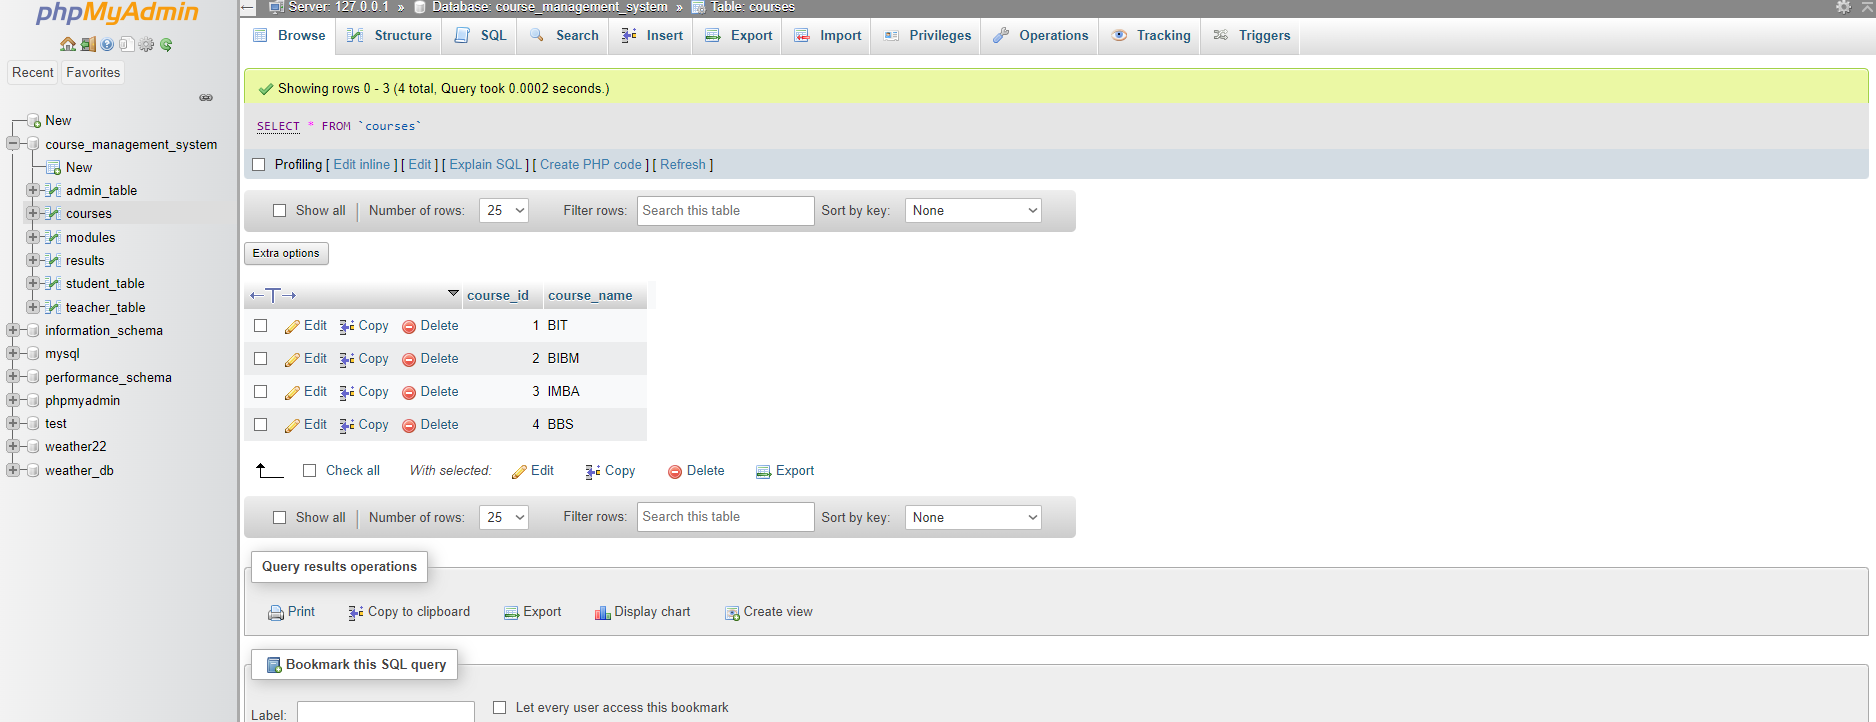 phpMyAdmin
Recent Favorites
New
course_management_system
New
admin_table
courses
modules
results
student_table
teacher_table
information_schema
mysql
performance_schema
phpmyadmin
test
weather22
weather_db
Server: 127.0.0.1 » Database: course_management_system » Table: courses
Browse Structure SQL Search Insert Export Import Privileges Operations Tracking Triggers
Showing rows 0 - 3 (4 total, Query took 0.0002 seconds.)
SELECT * FROM `courses`
Profiling [ Edit inline ] [ Edit ] [ Explain SQL ] [ Create PHP code ] [ Refresh ]
Show all Number of rows: 25 Filter rows: Search this table Sort by key: None
Extra options
course_id course_name
Edit Copy Delete 1 BIT
Edit Copy Delete 2 BIBM
Edit Copy Delete 3 IMBA
Edit Copy Delete 4 BBS
Check all With selected: Edit Copy Delete Export
Show all Number of rows: 25 Filter rows: Search this table Sort by key: None
Query results operations
Print Copy to clipboard Export Display chart Create view
Bookmark this SQL query
Label: Let every user access this bookmark